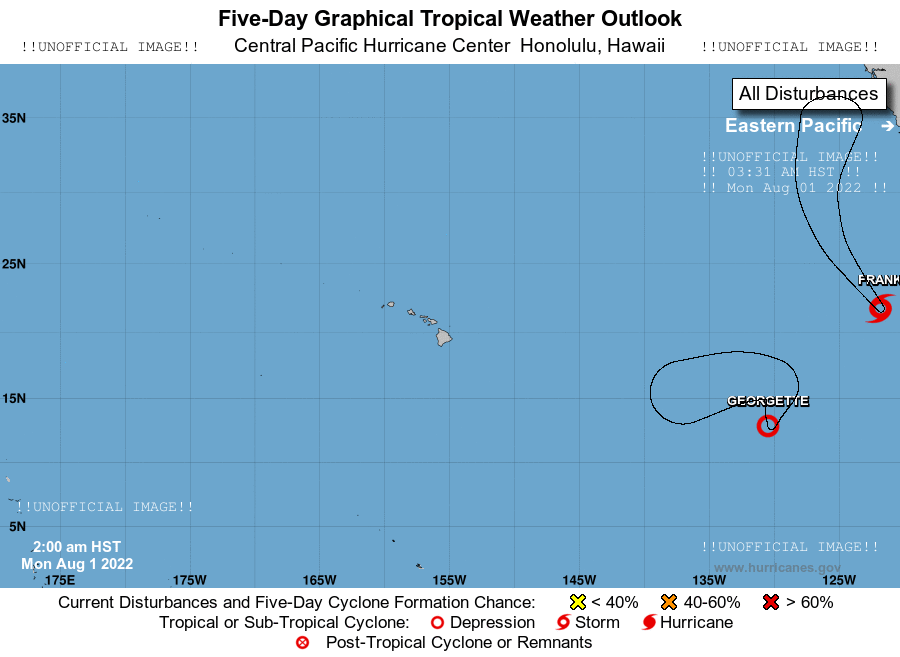 Five-Day Graphical Tropical Weather Outlook
!!UNOFFICIAL IMAGE!! Central Pacific Hurricane Center Honolulu, Hawaii !!UNOFFICIAL IMAGE!!
All Disturbances
35N
Eastern Pacific →
!!UNOFFICIAL IMAGE!!
!! 03:31 AM HST !!
!! Mon Aug 01 2022 !!
25N
FRANK
15N
GEORGETTE
!!UNOFFICIAL IMAGE!!
5N
2:00 am HST
Mon Aug 1 2022
!!UNOFFICIAL IMAGE!!
www.hurricanes.gov
175E 175W 165W 155W 145W 135W 125W
Current Disturbances and Five-Day Cyclone Formation Chance: < 40% 40-60% > 60%
Tropical or Sub-Tropical Cyclone: Depression Storm Hurricane
Post-Tropical Cyclone or Remnants